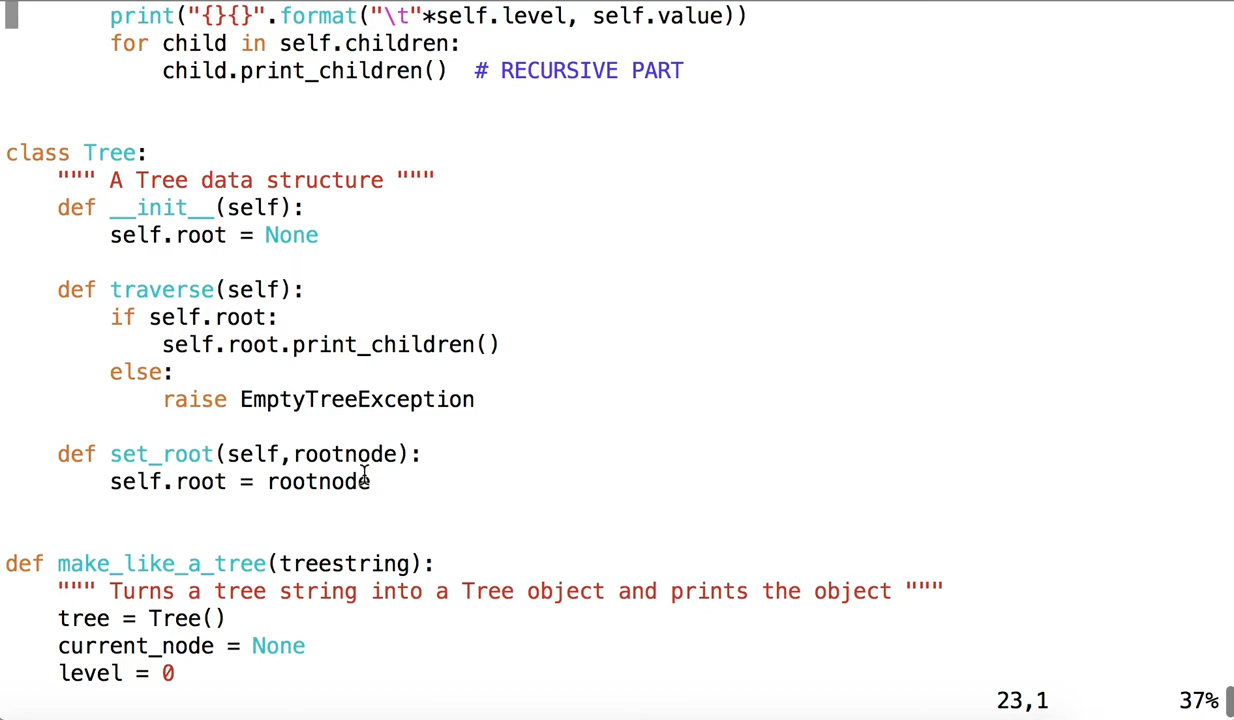 print("{}{}".format("\t"*self.level, self.value))
        for child in self.children:
            child.print_children()  # RECURSIVE PART
class Tree:
    """ A Tree data structure """
    def __init__(self):
        self.root = None
    def traverse(self):
        if self.root:
            self.root.print_children()
        else:
            raise EmptyTreeException
    def set_root(self,rootnode):
        self.root = rootnode
def make_like_a_tree(treestring):
    """ Turns a tree string into a Tree object and prints the object """
    tree = Tree()
    current_node = None
    level = 0
23,1 37%